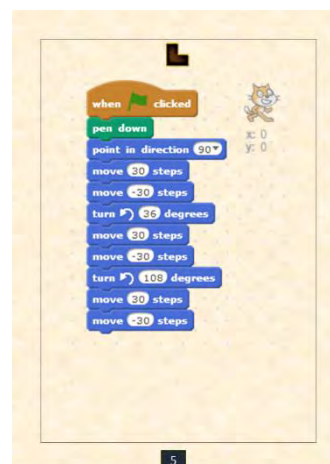 when clicked
pen down
point in direction 90
move 30 steps
move -30 steps
turn 36 degrees
move 30 steps
move -30 steps
turn 108 degrees
move 30 steps
move -30 steps
x: 0
y: 0
5